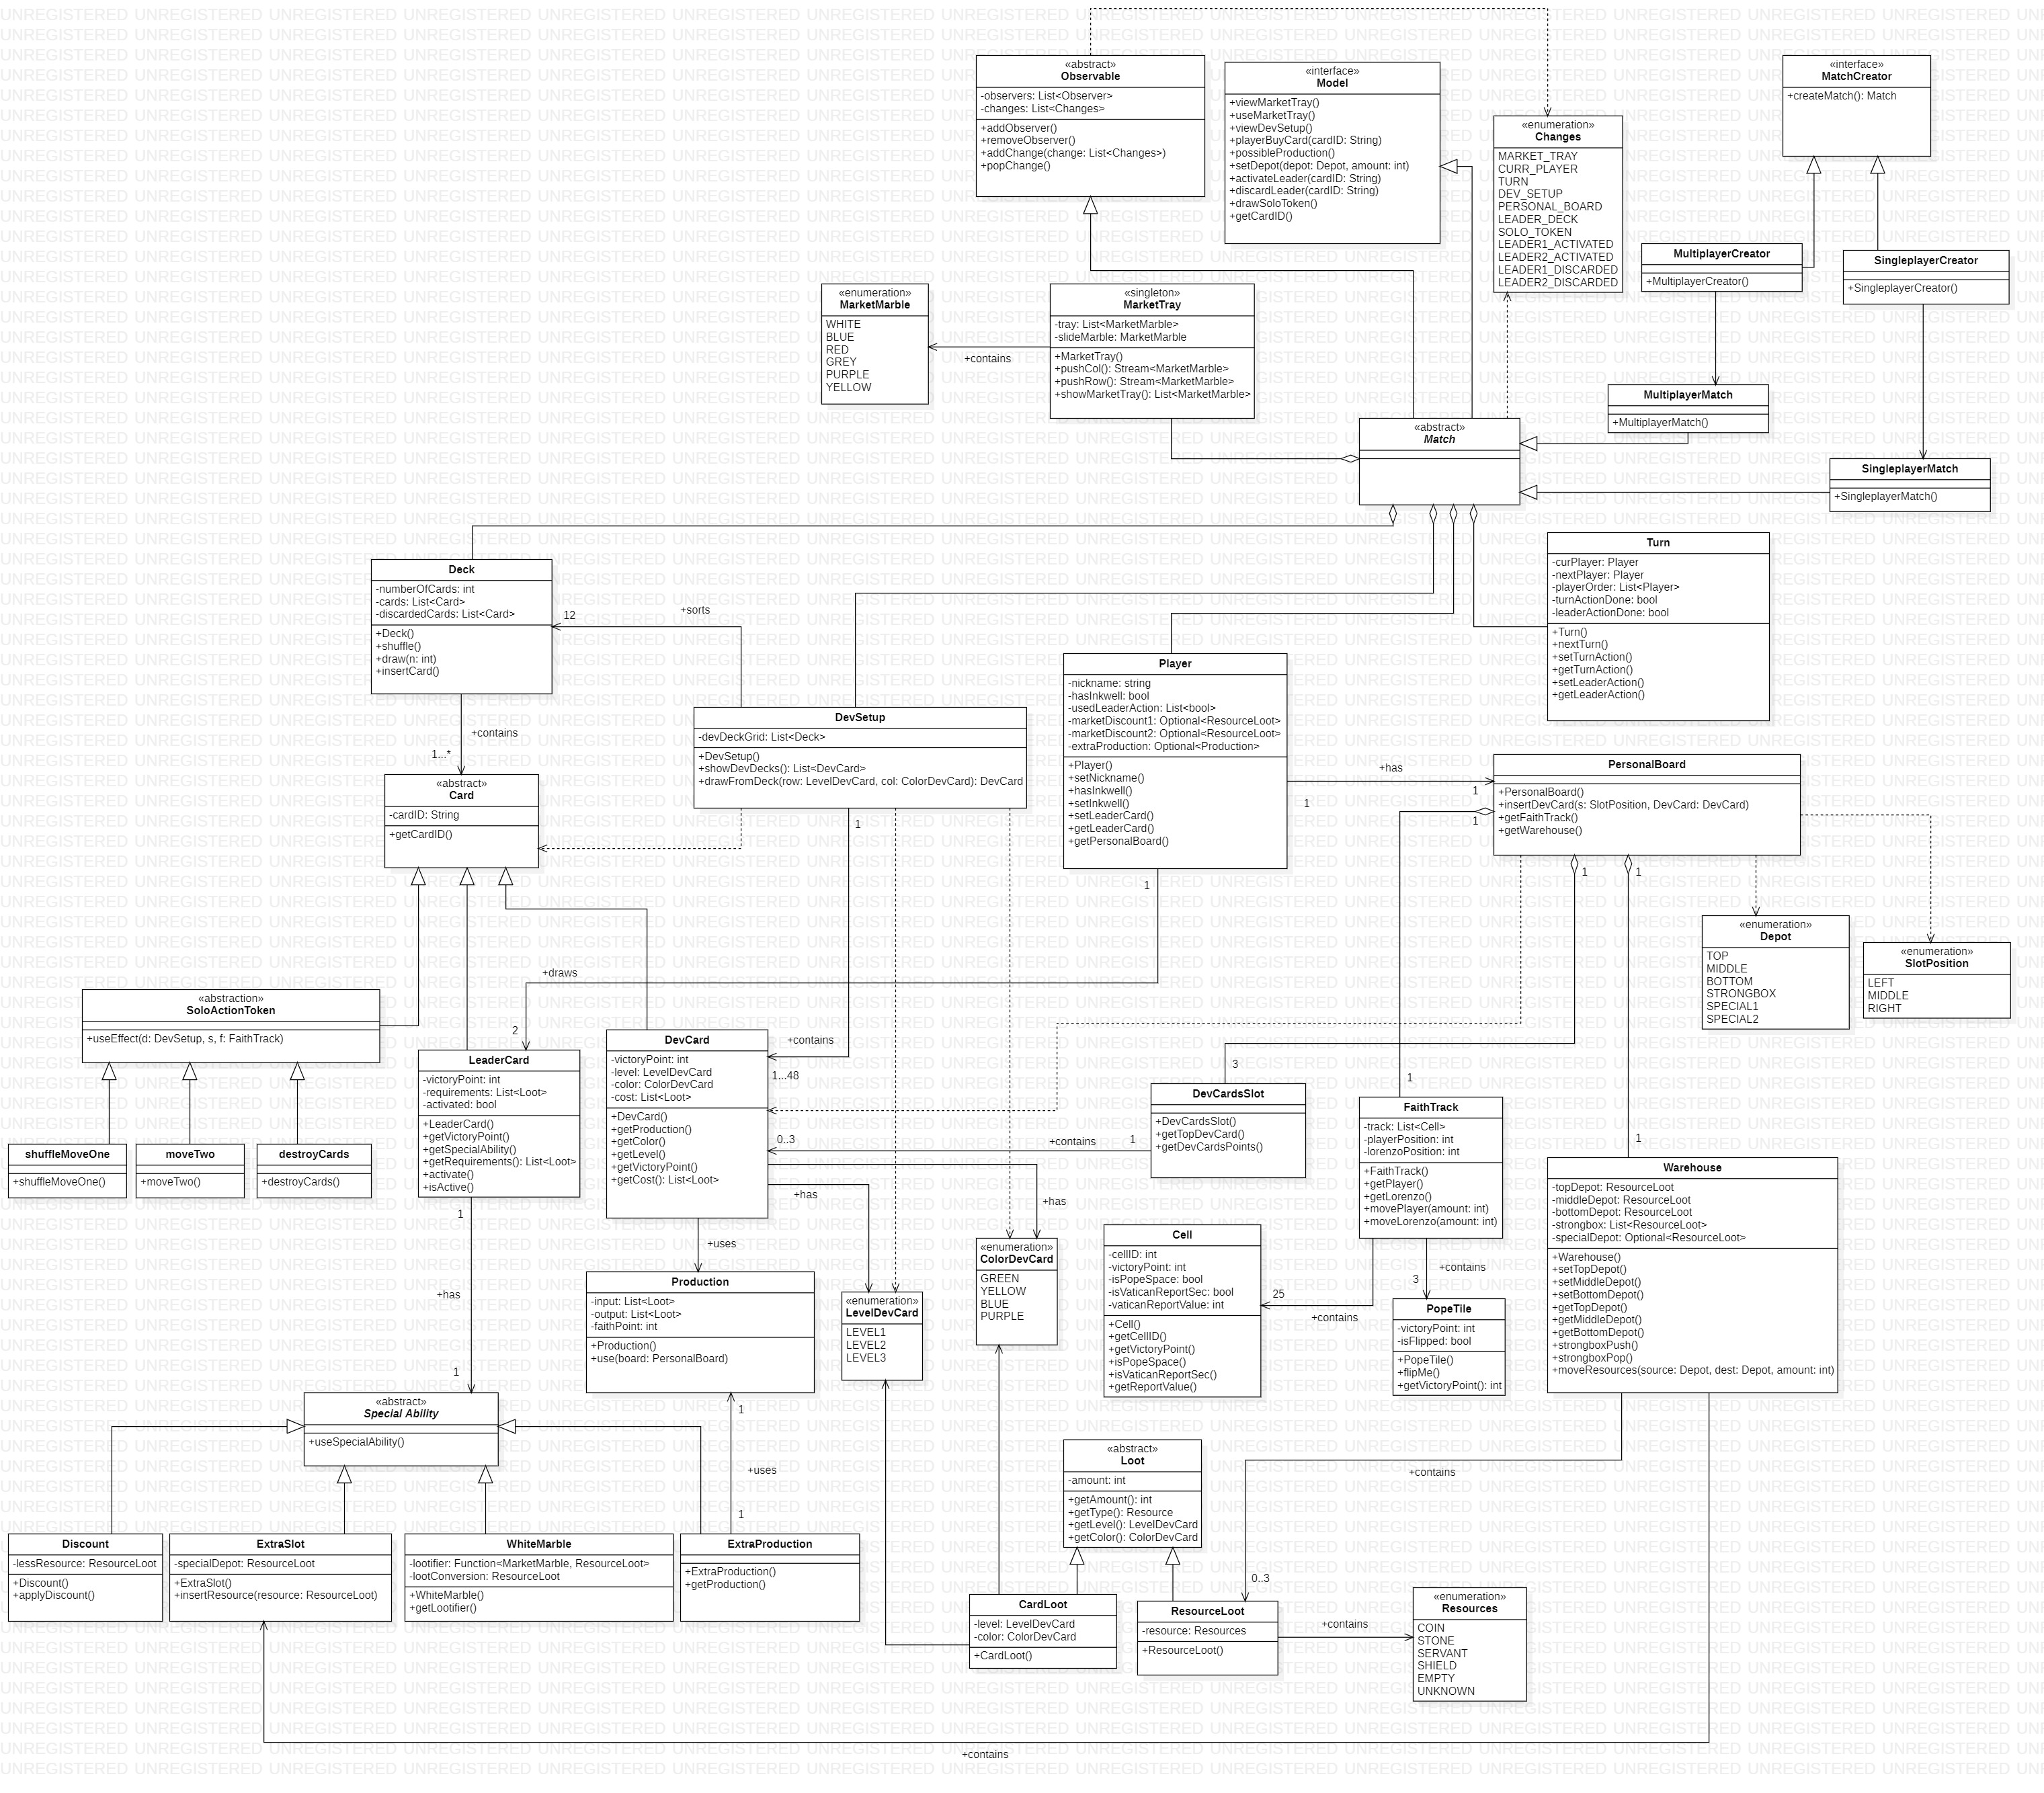 «abstract»
Observable
-observers: List<Observer>
-changes: List<Changes>
+addObserver()
+removeObserver()
+addChange(change: List<Changes>)
+popChange()
«interface»
Model
+viewMarketTray()
+useMarketTray()
+viewDevSetup()
+playerBuyCard(cardID: String)
+possibleProduction()
+setDepot(depot: Depot, amount: int)
+activateLeader(cardID: String)
+discardLeader(cardID: String)
+drawSoloToken()
+getCardID()
«enumeration»
Changes
MARKET_TRAY
CURR_PLAYER
TURN
DEV_SETUP
PERSONAL_BOARD
LEADER_DECK
SOLO_TOKEN
LEADER1_ACTIVATED
LEADER2_ACTIVATED
LEADER1_DISCARDED
LEADER2_DISCARDED
«interface»
MatchCreator
+createMatch(): Match
MultiplayerCreator
+MultiplayerCreator()
SingleplayerCreator
+SingleplayerCreator()
«enumeration»
MarketMarble
WHITE
BLUE
RED
GREY
PURPLE
YELLOW
+contains
«singleton»
MarketTray
-tray: List<MarketMarble>
-slideMarble: MarketMarble
+MarketTray()
+pushCol(): Stream<MarketMarble>
+pushRow(): Stream<MarketMarble>
+showMarketTray(): List<MarketMarble>
MultiplayerMatch
+MultiplayerMatch()
«abstract»
Match
SingleplayerMatch
+SingleplayerMatch()
Deck
-numberOfCards: int
-cards: List<Card>
-discardedCards: List<Card>
+Deck()
+shuffle()
+draw(n: int)
+insertCard()
12
+sorts
Turn
-curPlayer: Player
-nextPlayer: Player
-playerOrder: List<Player>
-turnActionDone: bool
-leaderActionDone: bool
+Turn()
+nextTurn()
+setTurnAction()
+getTurnAction()
+setLeaderAction()
+getLeaderAction()
Player
-nickname: string
-hasInkwell: bool
-usedLeaderAction: List<bool>
-marketDiscount1: Optional<ResourceLoot>
-marketDiscount2: Optional<ResourceLoot>
-extraProduction: Optional<Production>
+Player()
+setNickname()
+hasInkwell()
+setInkwell()
+setLeaderCard()
+getLeaderCard()
+getPersonalBoard()
+contains
1...*
DevSetup
-devDeckGrid: List<Deck>
+DevSetup()
+showDevDecks(): List<DevCard>
+drawFromDeck(row: LevelDevCard, col: ColorDevCard): DevCard
+has
1
1
1
PersonalBoard
+PersonalBoard()
+insertDevCard(s: SlotPosition, DevCard: DevCard)
+getFaithTrack()
+getWarehouse()
«abstract»
Card
-cardID: String
+getCardID()
1
1
1
1
«enumeration»
Depot
TOP
MIDDLE
BOTTOM
STRONGBOX
SPECIAL1
SPECIAL2
«enumeration»
SlotPosition
LEFT
MIDDLE
RIGHT
+draws
2
«abstraction»
SoloActionToken
+useEffect(d: DevSetup, s, f: FaithTrack)
LeaderCard
-victoryPoint: int
-requirements: List<Loot>
-activated: bool
+LeaderCard()
+getVictoryPoint()
+getSpecialAbility()
+getRequirements(): List<Loot>
+activate()
+isActive()
DevCard
-victoryPoint: int
-level: LevelDevCard
-color: ColorDevCard
-cost: List<Loot>
+DevCard()
+getProduction()
+getColor()
+getLevel()
+getVictoryPoint()
+getCost(): List<Loot>
+contains
1...48
0..3
+contains
1
3
DevCardsSlot
+DevCardsSlot()
+getTopDevCard()
+getDevCardsPoints()
1
FaithTrack
-track: List<Cell>
-playerPosition: int
-lorenzoPosition: int
+FaithTrack()
+getPlayer()
+getLorenzo()
+movePlayer(amount: int)
+moveLorenzo(amount: int)
1
Warehouse
-topDepot: ResourceLoot
-middleDepot: ResourceLoot
-bottomDepot: ResourceLoot
-strongbox: List<ResourceLoot>
-specialDepot: Optional<ResourceLoot>
+Warehouse()
+setTopDepot()
+setMiddleDepot()
+setBottomDepot()
+getTopDepot()
+getMiddleDepot()
+getBottomDepot()
+strongboxPush()
+strongboxPop()
+moveResources(source: Depot, dest: Depot, amount: int)
shuffleMoveOne
+shuffleMoveOne()
moveTwo
+moveTwo()
destroyCards
+destroyCards()
1
+has
1
+uses
+has
+has
Production
-input: List<Loot>
-output: List<Loot>
-faithPoint: int
+Production()
+use(board: PersonalBoard)
«enumeration»
LevelDevCard
LEVEL1
LEVEL2
LEVEL3
«enumeration»
ColorDevCard
GREEN
YELLOW
BLUE
PURPLE
Cell
-cellID: int
-victoryPoint: int
-isPopeSpace: bool
-isVaticanReportSec: bool
-vaticanReportValue: int
+Cell()
+getCellID()
+getVictoryPoint()
+isPopeSpace()
+isVaticanReportSec()
+getReportValue()
25
+contains
+contains
3
PopeTile
-victoryPoint: int
-isFlipped: bool
+PopeTile()
+flipMe()
+getVictoryPoint(): int
«abstract»
Special Ability
+useSpecialAbility()
1
+uses
1
«abstract»
Loot
-amount: int
+getAmount(): int
+getType(): Resource
+getLevel(): LevelDevCard
+getColor(): ColorDevCard
+contains
0..3
Discount
-lessResource: ResourceLoot
+Discount()
+applyDiscount()
ExtraSlot
-specialDepot: ResourceLoot
+ExtraSlot()
+insertResource(resource: ResourceLoot)
WhiteMarble
-lootifier: Function<MarketMarble, ResourceLoot>
-lootConversion: ResourceLoot
+WhiteMarble()
+getLootifier()
ExtraProduction
+ExtraProduction()
+getProduction()
CardLoot
-level: LevelDevCard
-color: ColorDevCard
+CardLoot()
ResourceLoot
-resource: Resources
+ResourceLoot()
+contains
«enumeration»
Resources
COIN
STONE
SERVANT
SHIELD
EMPTY
UNKNOWN
+contains